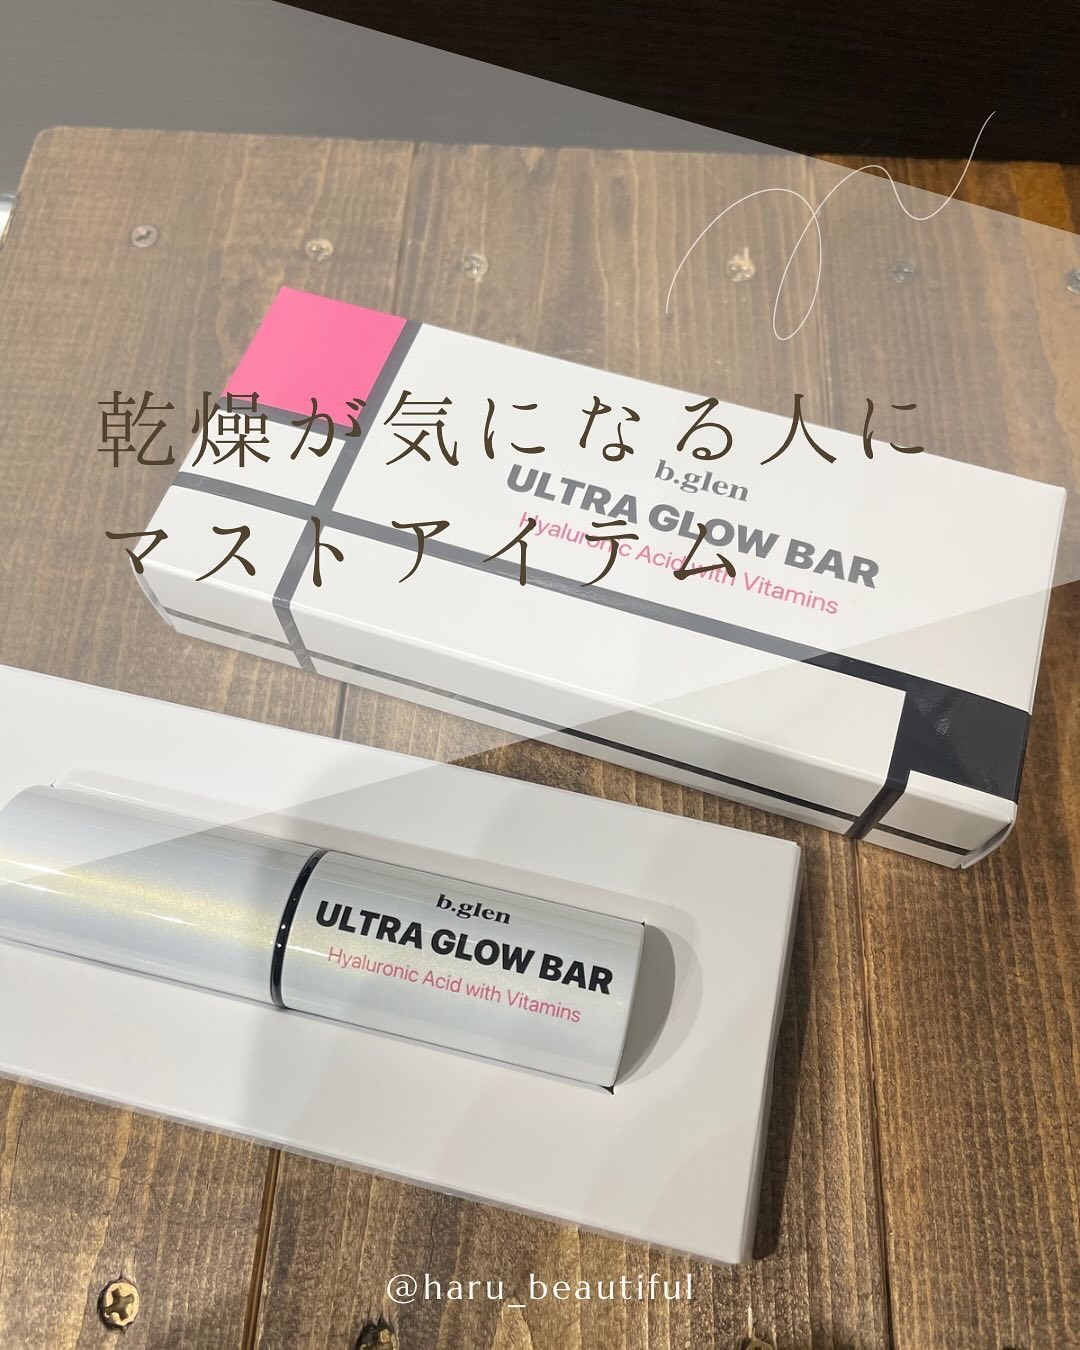 乾燥が気になる人に
マストアイテム
b.glen
ULTRA GLOW BAR
Hyaluronic Acid with Vitamins
b.glen
ULTRA GLOW BAR
Hyaluronic Acid with Vitamins
@haru_beautiful